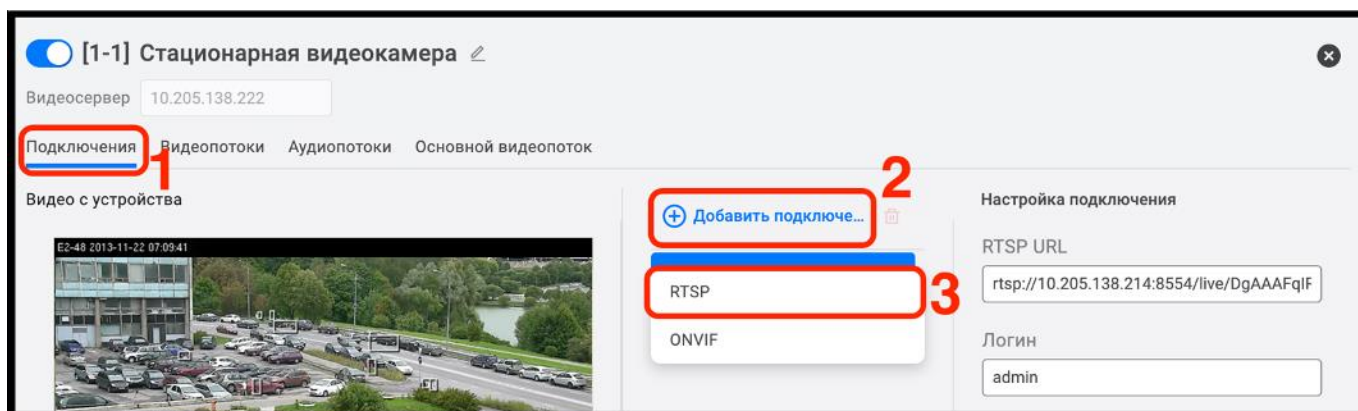 [1-1] Стационарная видеокамера
Видеосервер 10.205.138.222
Подключения Видеопотоки Аудиопотоки Основной видеопоток
1
Видео с устройства
E2-48 2013-11-22 07:09:41
2
Добавить подключе...
RTSP
3
ONVIF
Настройка подключения
RTSP URL
rtsp://10.205.138.214:8554/live/DgAAAFqlF
Логин
admin